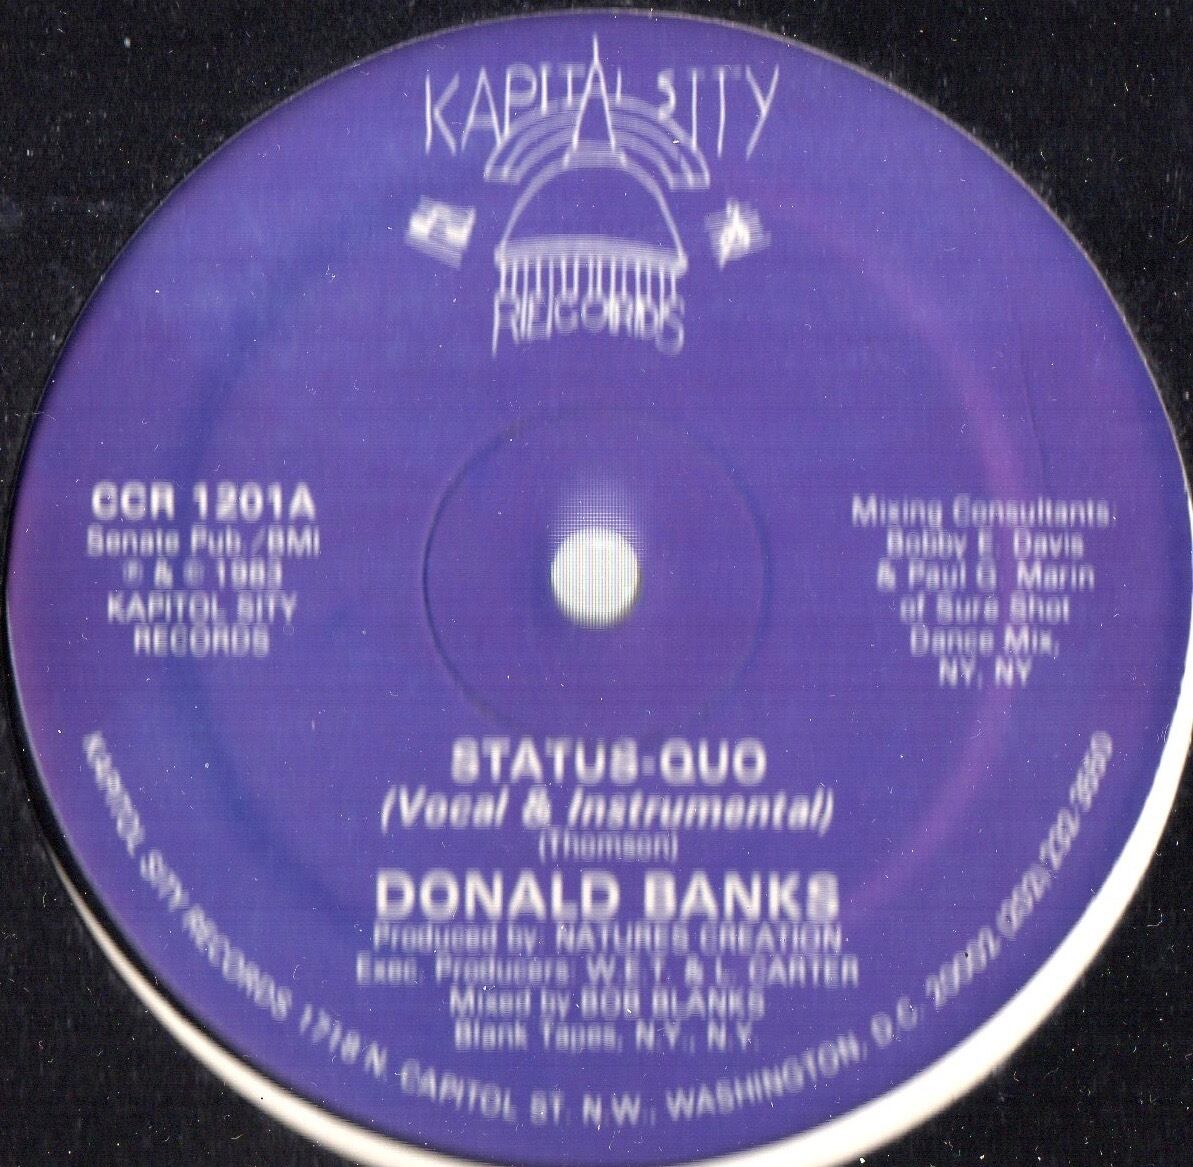 KAPITAL SITY
RECORDS
CCR 1201A
Senate Pub./BMI
℗ & © 1983
KAPITOL SITY
RECORDS
Mixing Consultants:
Bobby E. Davis
& Paul G. Marin
of Sure Shot
Dance Mix,
NY, NY
STATUS-QUO
(Vocal & Instrumental)
(Thomson)
DONALD BANKS
Produced by: NATURES CREATION
Exec. Producers: W.E.T. & L. CARTER
Mixed by BOB BLANKS
Blank Tapes, N.Y., N.Y.
KAPITOL SITY RECORDS 1718 N. CAPITOL ST. N.W., WASHINGTON, D.C. (202)